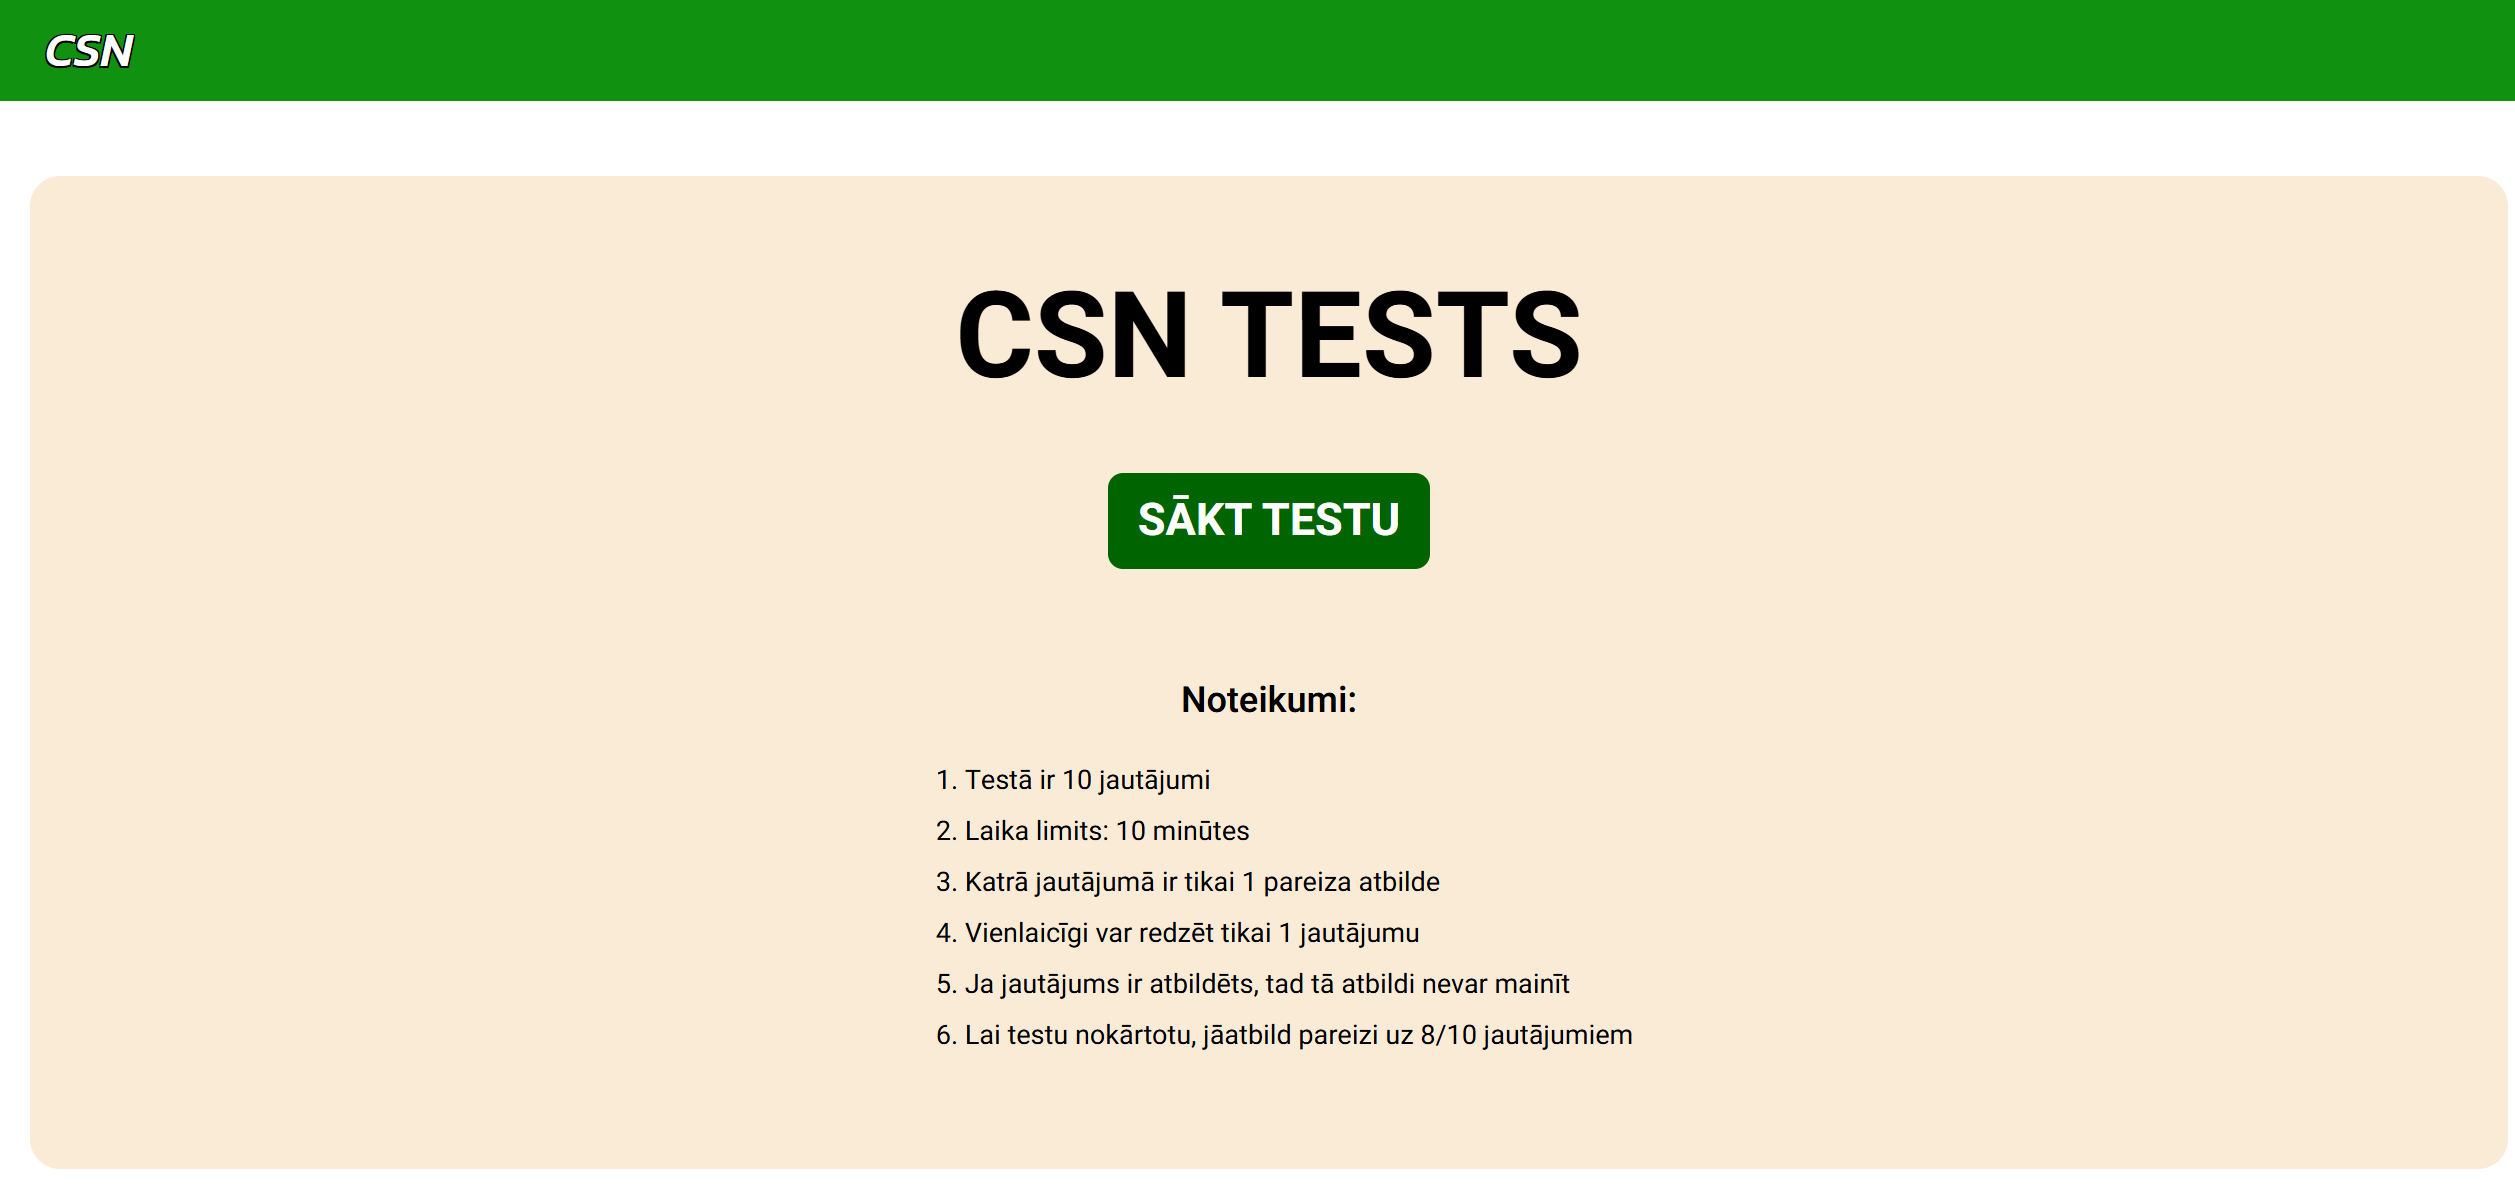 CSN
CSN TESTS
SĀKT TESTU
Noteikumi:
1. Testā ir 10 jautājumi
2. Laika limits: 10 minūtes
3. Katrā jautājumā ir tikai 1 pareiza atbilde
4. Vienlaicīgi var redzēt tikai 1 jautājumu
5. Ja jautājums ir atbildēts, tad tā atbildi nevar mainīt
6. Lai testu nokārtotu, jāatbild pareizi uz 8/10 jautājumiem